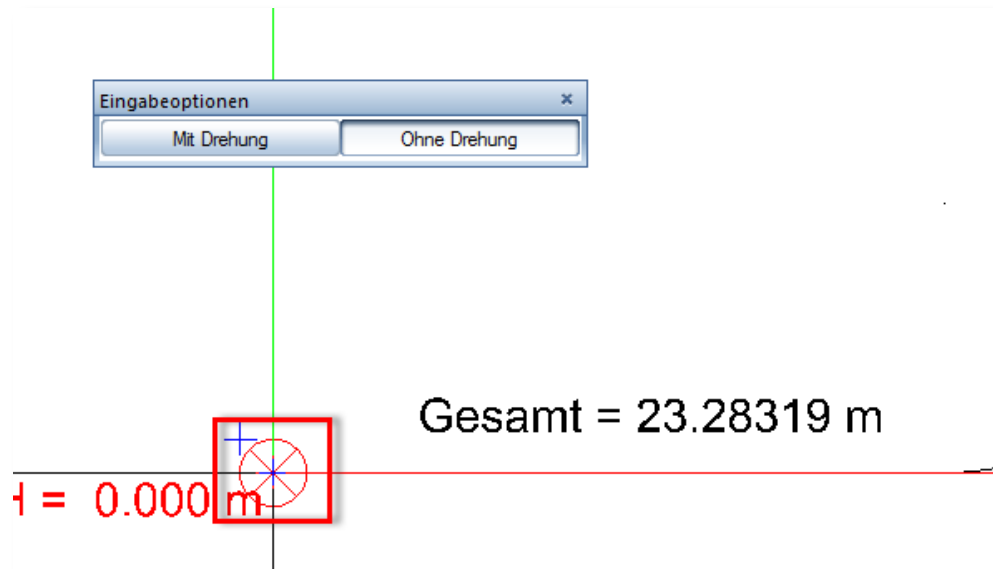 Eingabeoptionen
Mit Drehung Ohne Drehung
Gesamt = 23.28319 m
= 0.000 m